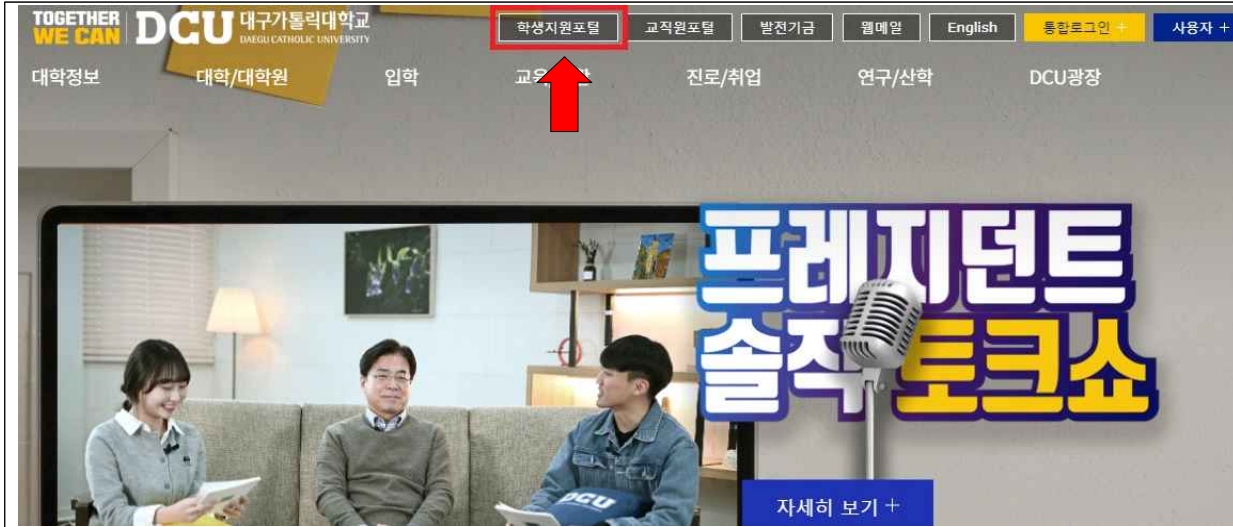 TOGETHER
WE CAN
DCU 대구가톨릭대학교
DAEGU CATHOLIC UNIVERSITY
학생지원포털 교직원포털 발전기금 웹메일 English 통합로그인 + 사용자 +
대학정보 대학/대학원 입학 진로/취업 연구/산학 DCU광장
프레지던트
솔직 토크쇼
DCU
자세히 보기 +